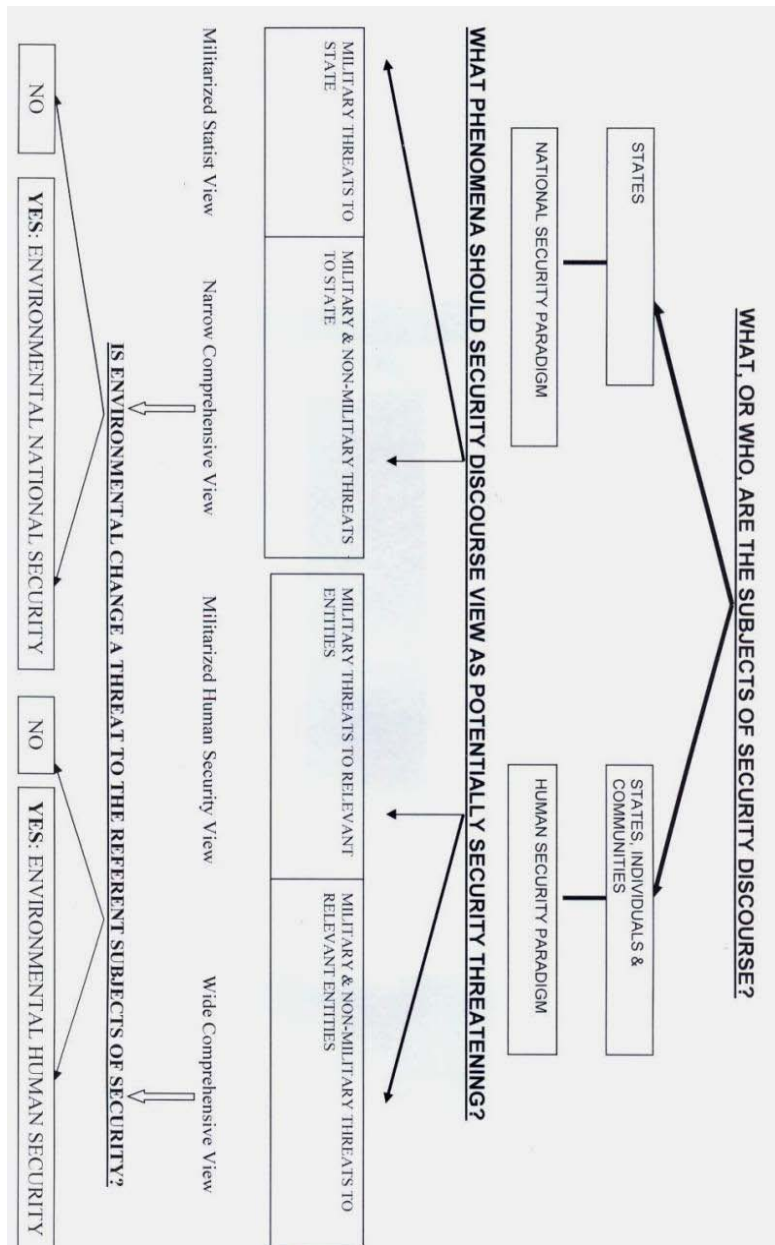 WHAT, OR WHO, ARE THE SUBJECTS OF SECURITY DISCOURSE?
STATES
STATES, INDIVIDUALS &
COMMUNITIES
NATIONAL SECURITY PARADIGM
HUMAN SECURITY PARADIGM
WHAT PHENOMENA SHOULD SECURITY DISCOURSE VIEW AS POTENTIALLY SECURITY THREATENING?
MILITARY THREATS TO
STATE
MILITARY & NON-MILITARY THREATS
TO STATE
MILITARY THREATS TO RELEVANT
ENTITIES
MILITARY & NON-MILITARY THREATS TO
RELEVANT ENTITIES
Militarized Statist View
Narrow Comprehensive View
Militarized Human Security View
Wide Comprehensive View
IS ENVIRONMENTAL CHANGE A THREAT TO THE REFERENT SUBJECTS OF SECURITY?
NO
YES: ENVIRONMENTAL NATIONAL SECURITY
NO
YES: ENVIRONMENTAL HUMAN SECURITY